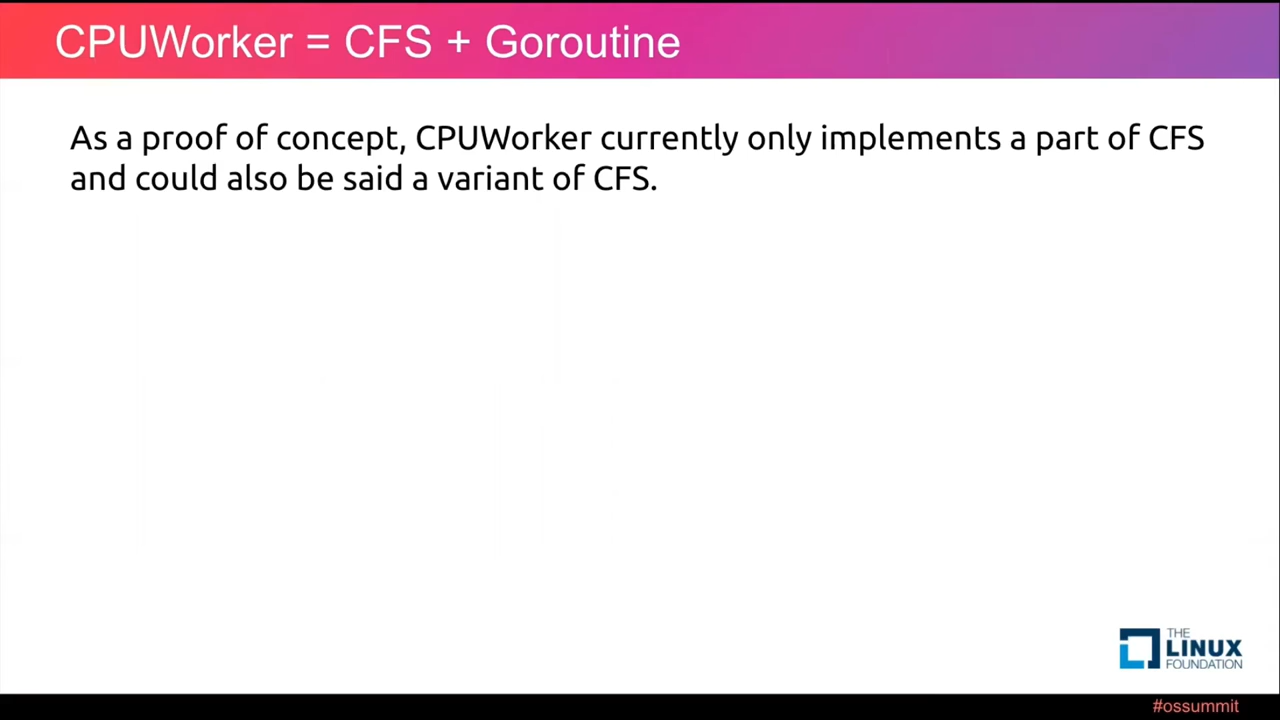 CPUWorker = CFS + Goroutine
As a proof of concept, CPUWorker currently only implements a part of CFS
and could also be said a variant of CFS.
THE
LINUX
FOUNDATION
#ossummit